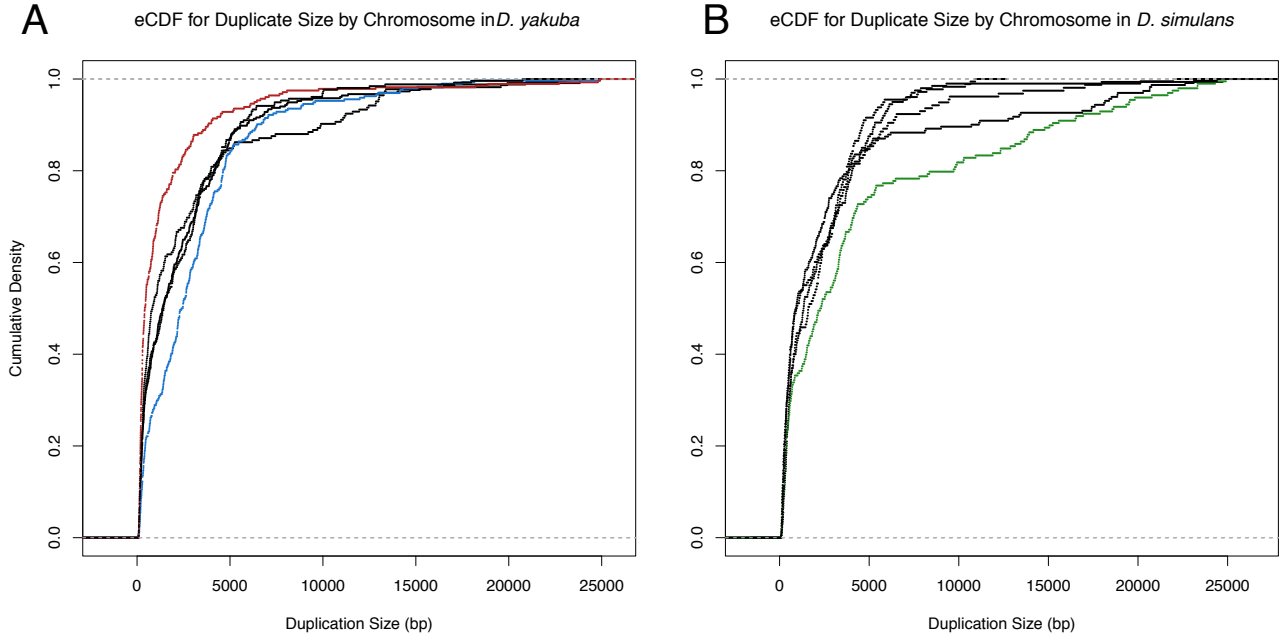 A
eCDF for Duplicate Size by Chromosome in D. yakuba
Cumulative Density
1.0
0.8
0.6
0.4
0.2
0.0
0 5000 10000 15000 20000 25000
Duplication Size (bp)
B
eCDF for Duplicate Size by Chromosome in D. simulans
1.0
0.8
0.6
0.4
0.2
0.0
0 5000 10000 15000 20000 25000
Duplication Size (bp)